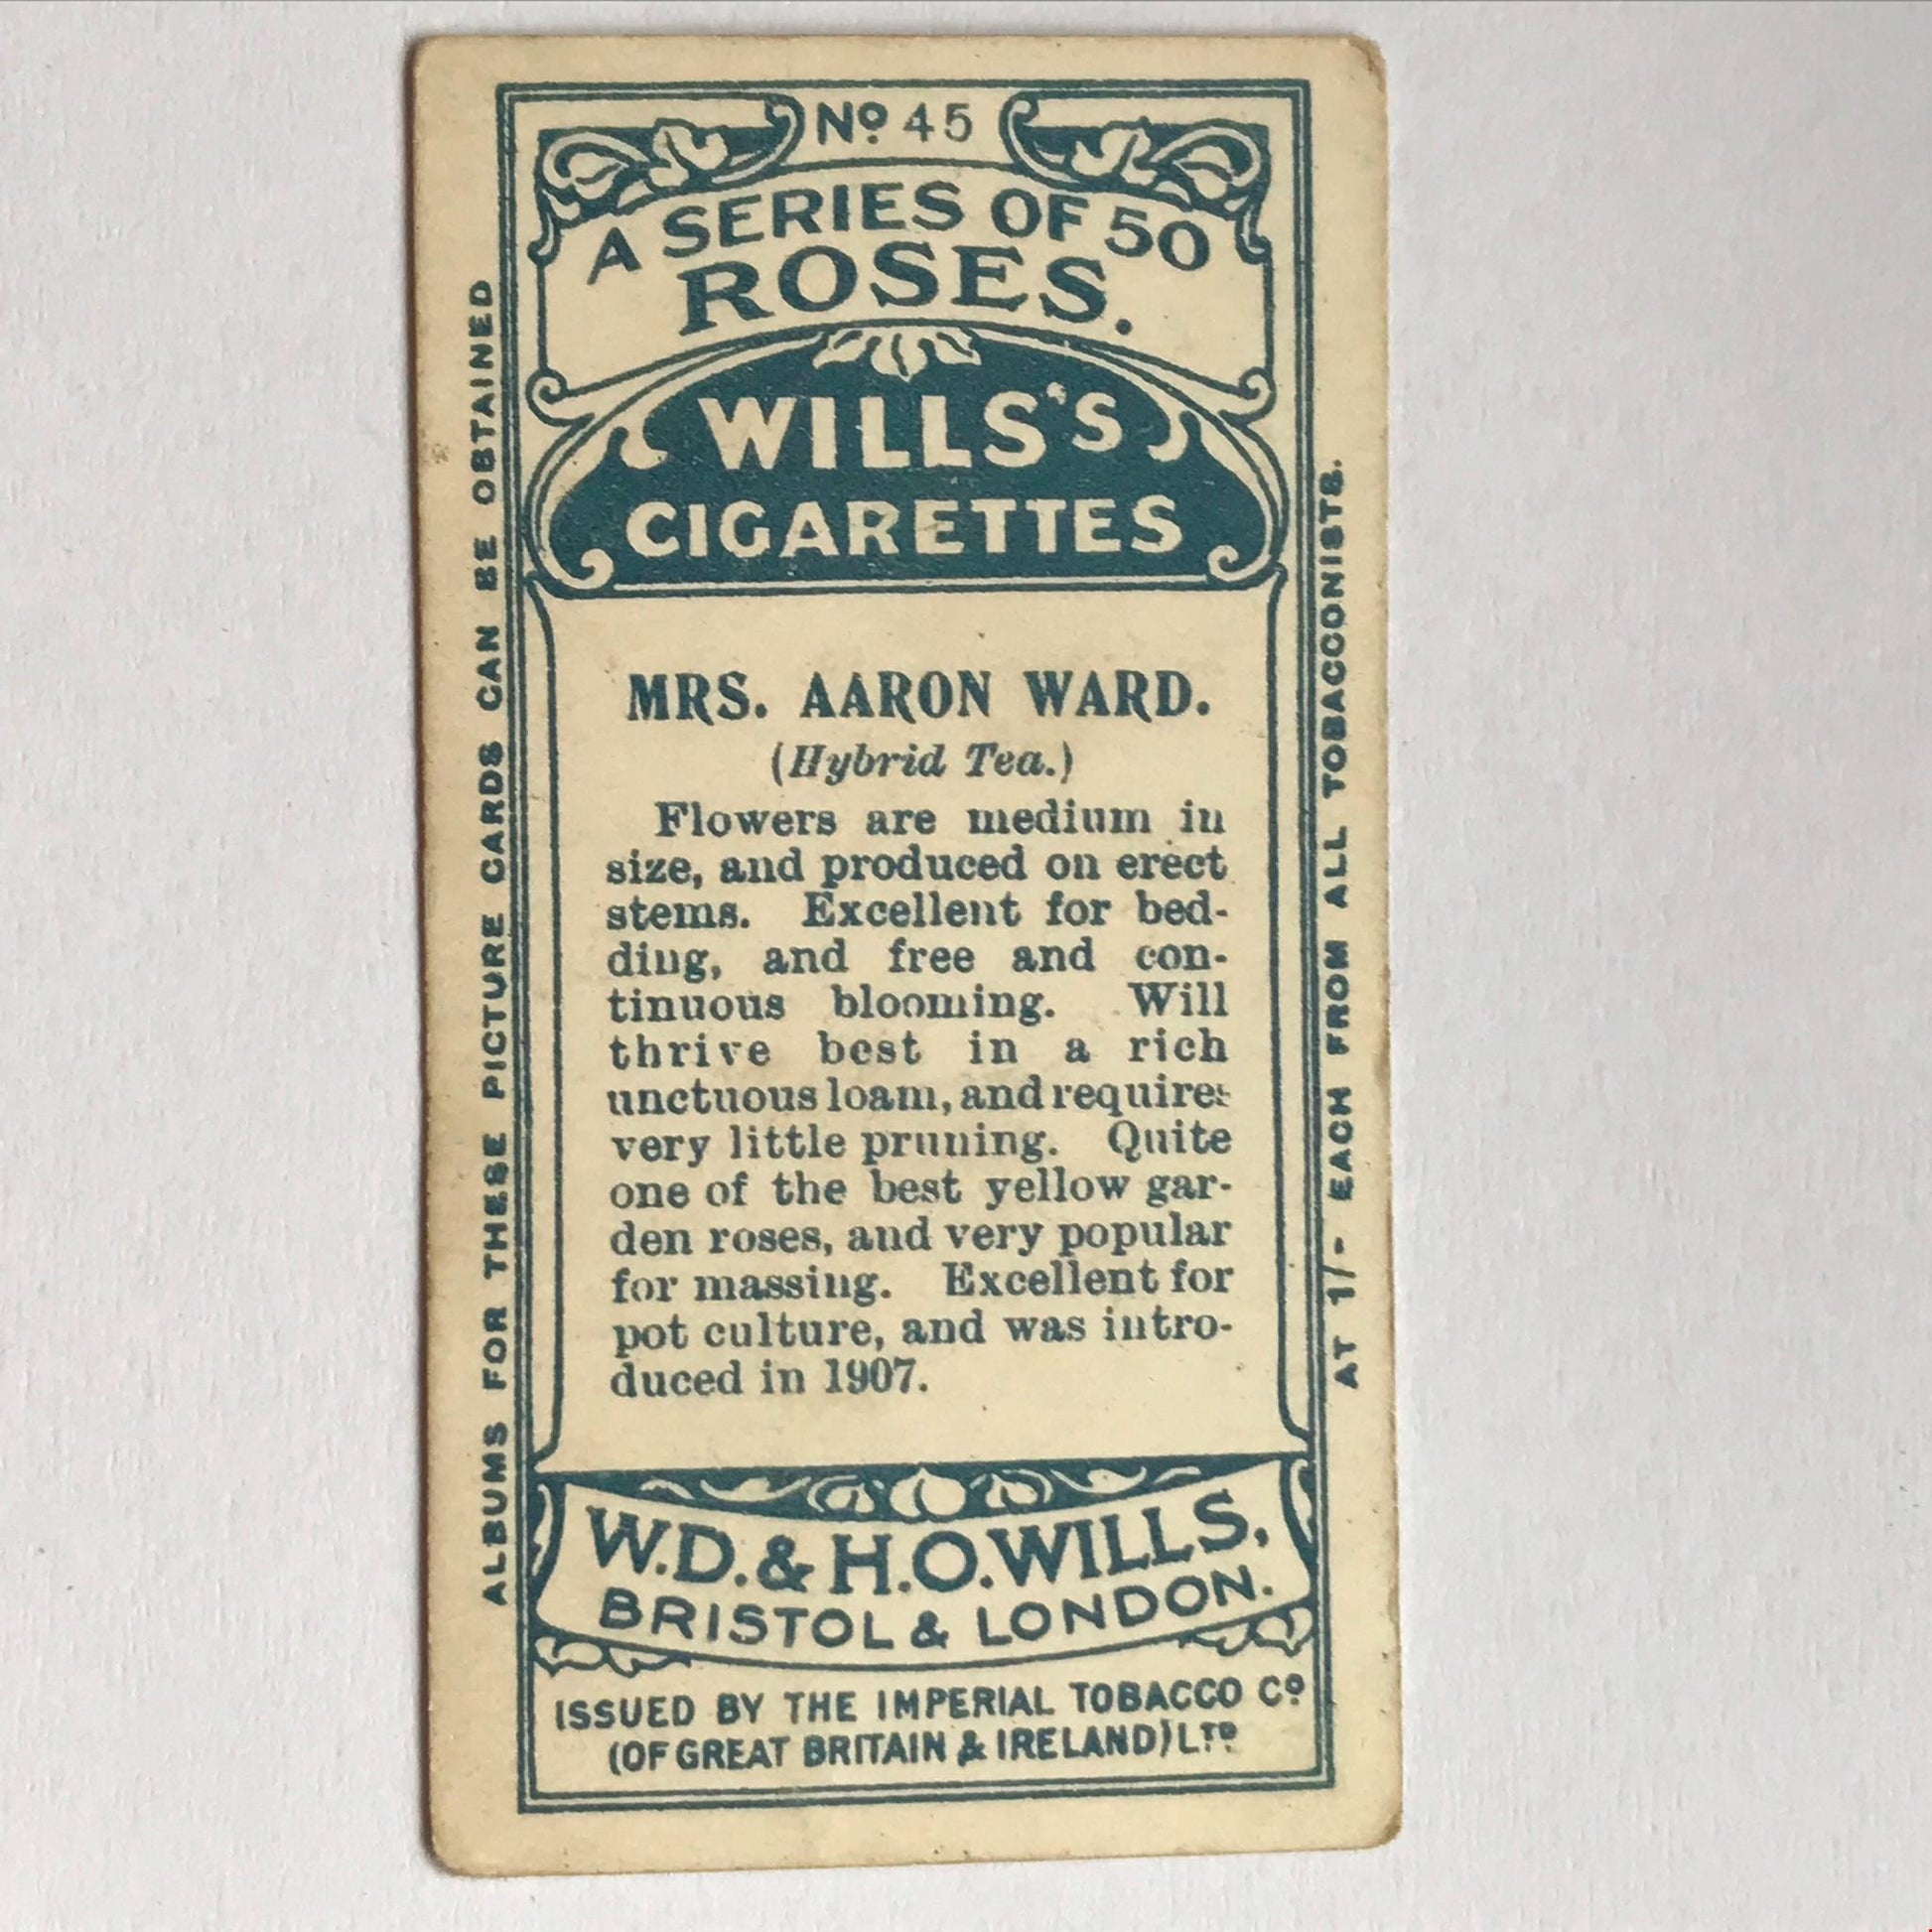 Nº 45
A SERIES OF 50
ROSES.
WILLS'S
CIGARETTES
MRS. AARON WARD.
(Hybrid Tea.)
Flowers are medium in
size, and produced on erect
stems. Excellent for bed-
ding, and free and con-
tinuous blooming. Will
thrive best in a rich
unctuous loam, and requires
very little pruning. Quite
one of the best yellow gar-
den roses, and very popular
for massing. Excellent for
pot culture, and was intro-
duced in 1907.
W.D. & H.O. WILLS,
BRISTOL & LONDON.
ISSUED BY THE IMPERIAL TOBACCO Cº
(OF GREAT BRITAIN & IRELAND) LTD
ALBUMS FOR THESE PICTURE CARDS CAN BE OBTAINED
AT 1/- EACH FROM ALL TOBACCONISTS.